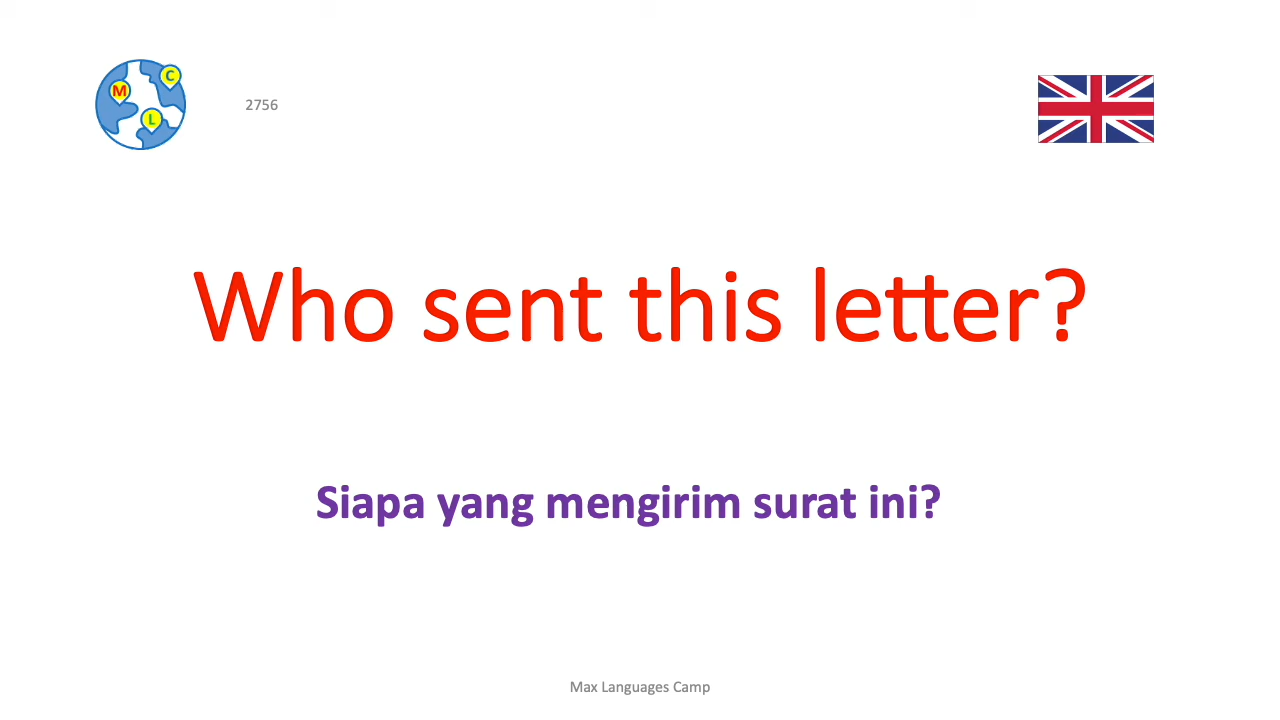 C
M
L
2756
Who sent this letter?
Siapa yang mengirim surat ini?
Max Languages Camp